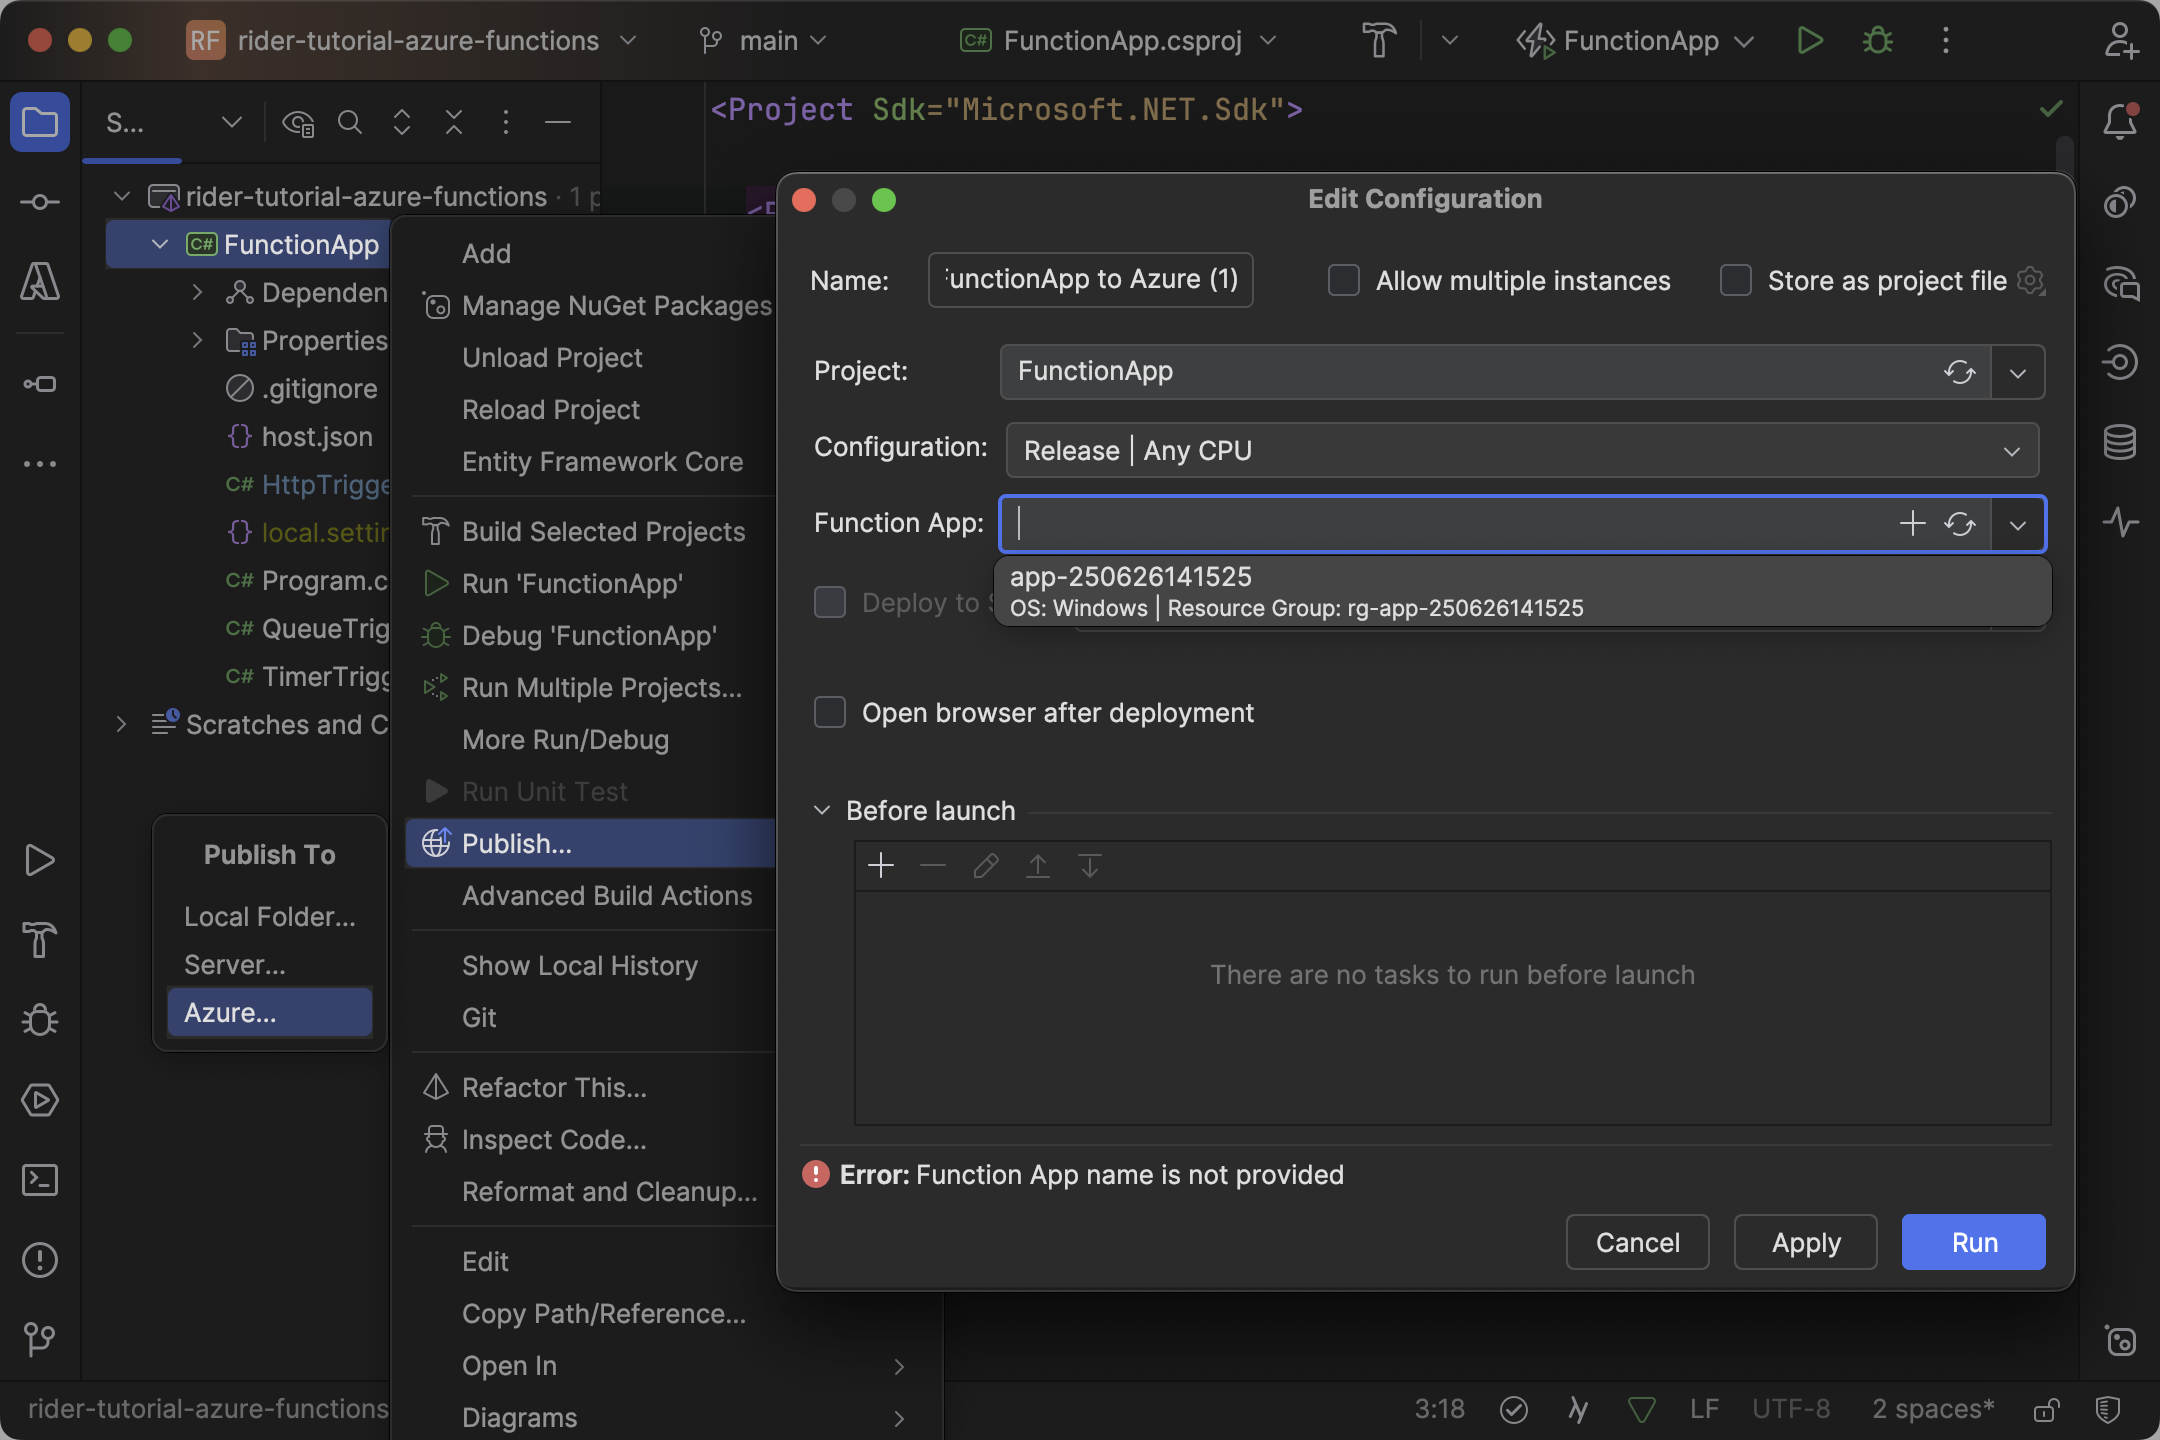 RF rider-tutorial-azure-functions
main
C# FunctionApp.csproj
FunctionApp
S...
<Project Sdk="Microsoft.NET.Sdk">
rider-tutorial-azure-functions · 1 p
C# FunctionApp
Dependen
Properties
.gitignore
{} host.json
C# HttpTrigge
{} local.settin
C# Program.c
C# QueueTrig
C# TimerTrigg
Scratches and C
Publish To
Local Folder...
Server...
Azure...
Add
Manage NuGet Packages
Unload Project
Reload Project
Entity Framework Core
Build Selected Projects
Run 'FunctionApp'
Debug 'FunctionApp'
Run Multiple Projects...
More Run/Debug
Run Unit Test
Publish...
Advanced Build Actions
Show Local History
Git
Refactor This...
Inspect Code...
Reformat and Cleanup...
Edit
Copy Path/Reference...
Open In
Diagrams
Edit Configuration
Name: unctionApp to Azure (1)
Allow multiple instances
Store as project file
Project: FunctionApp
Configuration: Release | Any CPU
Function App:
app-250626141525
OS: Windows | Resource Group: rg-app-250626141525
Deploy to
Open browser after deployment
Before launch
There are no tasks to run before launch
Error: Function App name is not provided
Cancel
Apply
Run
rider-tutorial-azure-functions
3:18
LF
UTF-8
2 spaces*